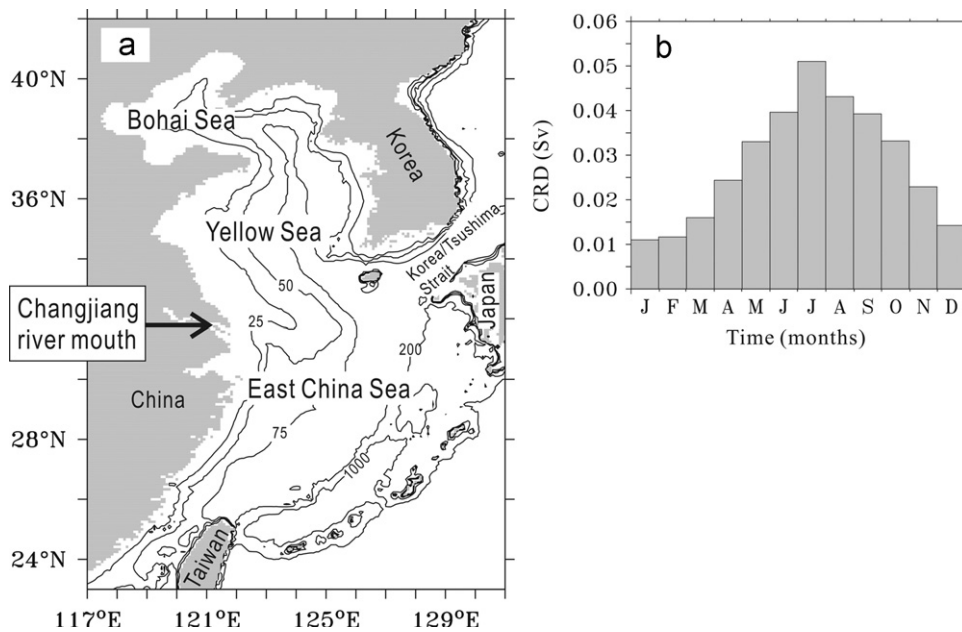 a
40°N
36°N
32°N
28°N
24°N
117°E 121°E 125°E 129°E
Bohai Sea
Korea
Yellow Sea
Korea/Tsushima
Strait
50
Japan
Changjiang
river mouth
25
200
East China Sea
China
75
1000
Taiwan
b
CRD (Sv)
0.06
0.05
0.04
0.03
0.02
0.01
0.00
J F M A M J J A S O N D
Time (months)